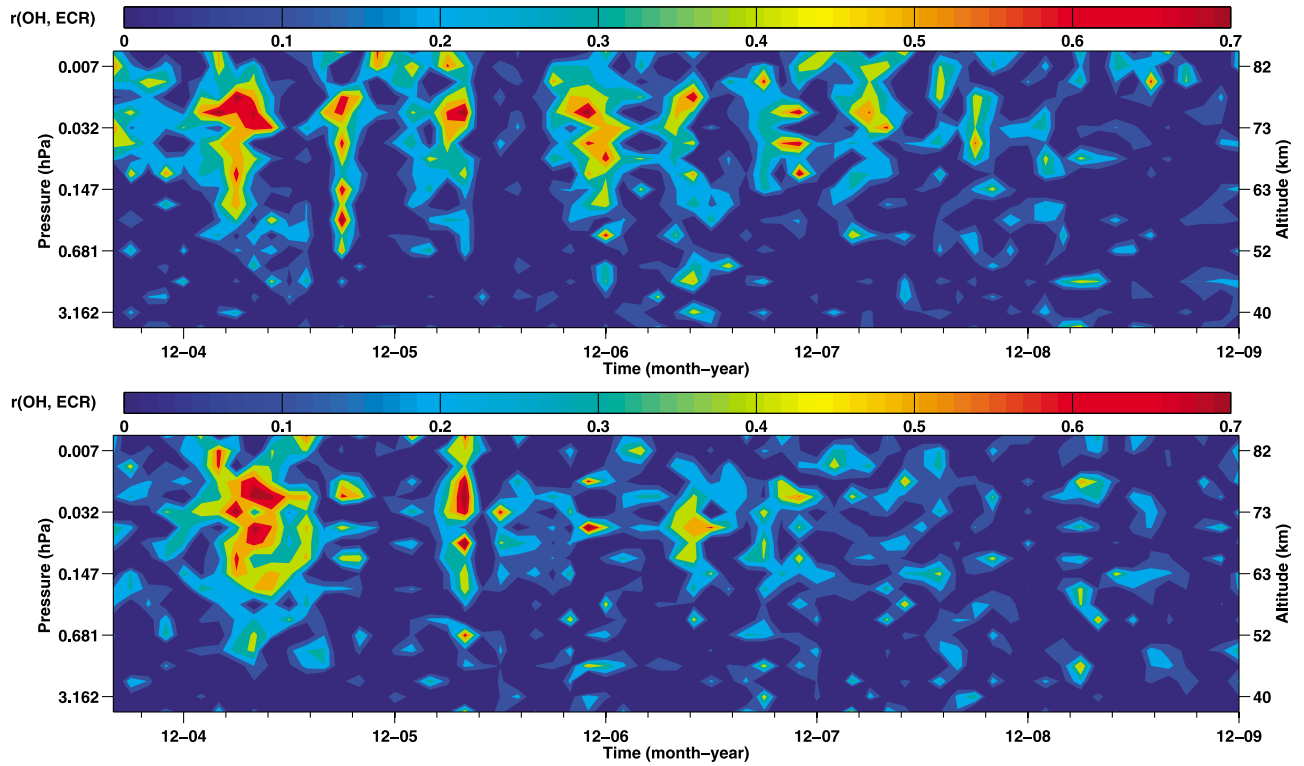 r(OH, ECR)
0 0.1 0.2 0.3 0.4 0.5 0.6 0.7
Pressure (hPa)
0.007
0.032
0.147
0.681
3.162
82
73
63
52
40
Altitude (km)
12–04 12–05 12–06 12–07 12–08 12–09
Time (month–year)
r(OH, ECR)
0 0.1 0.2 0.3 0.4 0.5 0.6 0.7
Pressure (hPa)
0.007
0.032
0.147
0.681
3.162
82
73
63
52
40
Altitude (km)
12–04 12–05 12–06 12–07 12–08 12–09
Time (month–year)